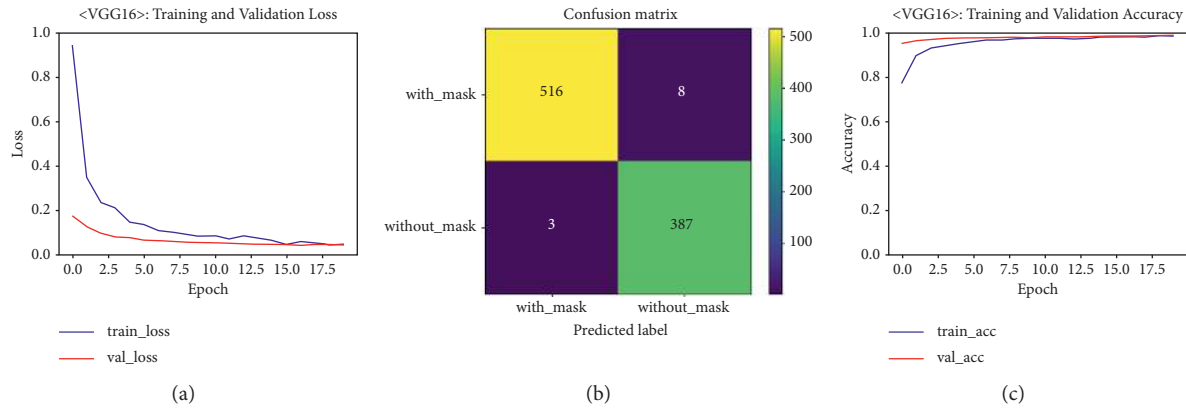 <VGG16>: Training and Validation Loss
1.0
0.8
0.6
0.4
0.2
0.0
Loss
0.0 2.5 5.0 7.5 10.0 12.5 15.0 17.5
Epoch
train_loss
val_loss
(a)
Confusion matrix
with_mask
without_mask
516 8
3 387
with_mask without_mask
Predicted label
500
400
300
200
100
(b)
<VGG16>: Training and Validation Accuracy
1.0
0.8
0.6
0.4
0.2
0.0
Accuracy
0.0 2.5 5.0 7.5 10.0 12.5 15.0 17.5
Epoch
train_acc
val_acc
(c)